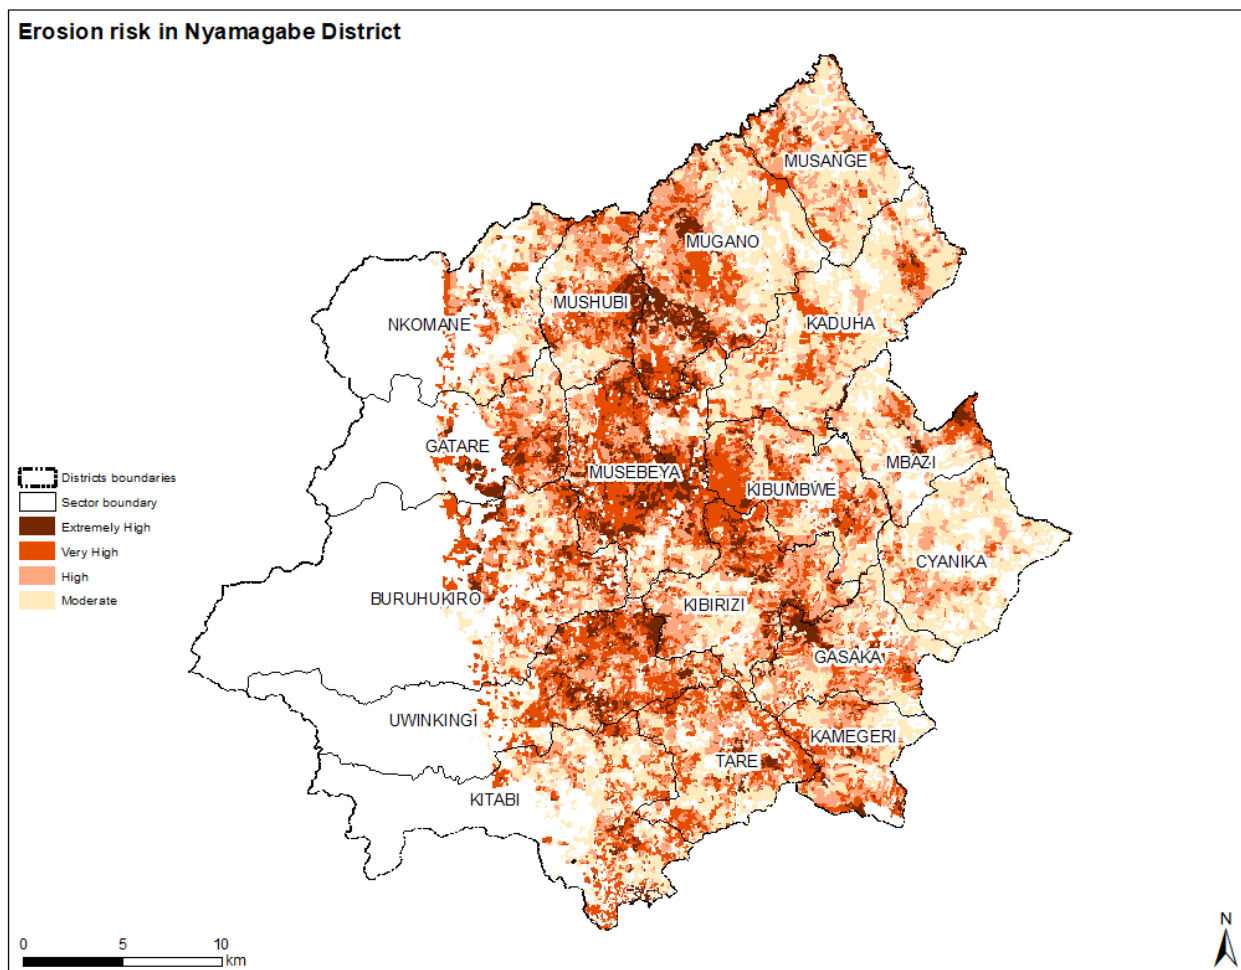 Erosion risk in Nyamagabe District
MUSANGE
MUGANO
MUSHUBI
NKOMANE
KADUHA
GATARE
MUSEBEYA
MBAZI
KIBUMBWE
CYANIKA
BURUHUKIRO
KIBIRIZI
GASAKA
UWINKINGI
KAMEGERI
TARE
KITABI
Districts boundaries
Sector boundary
Extremely High
Very High
High
Moderate
0 5 10
km
N